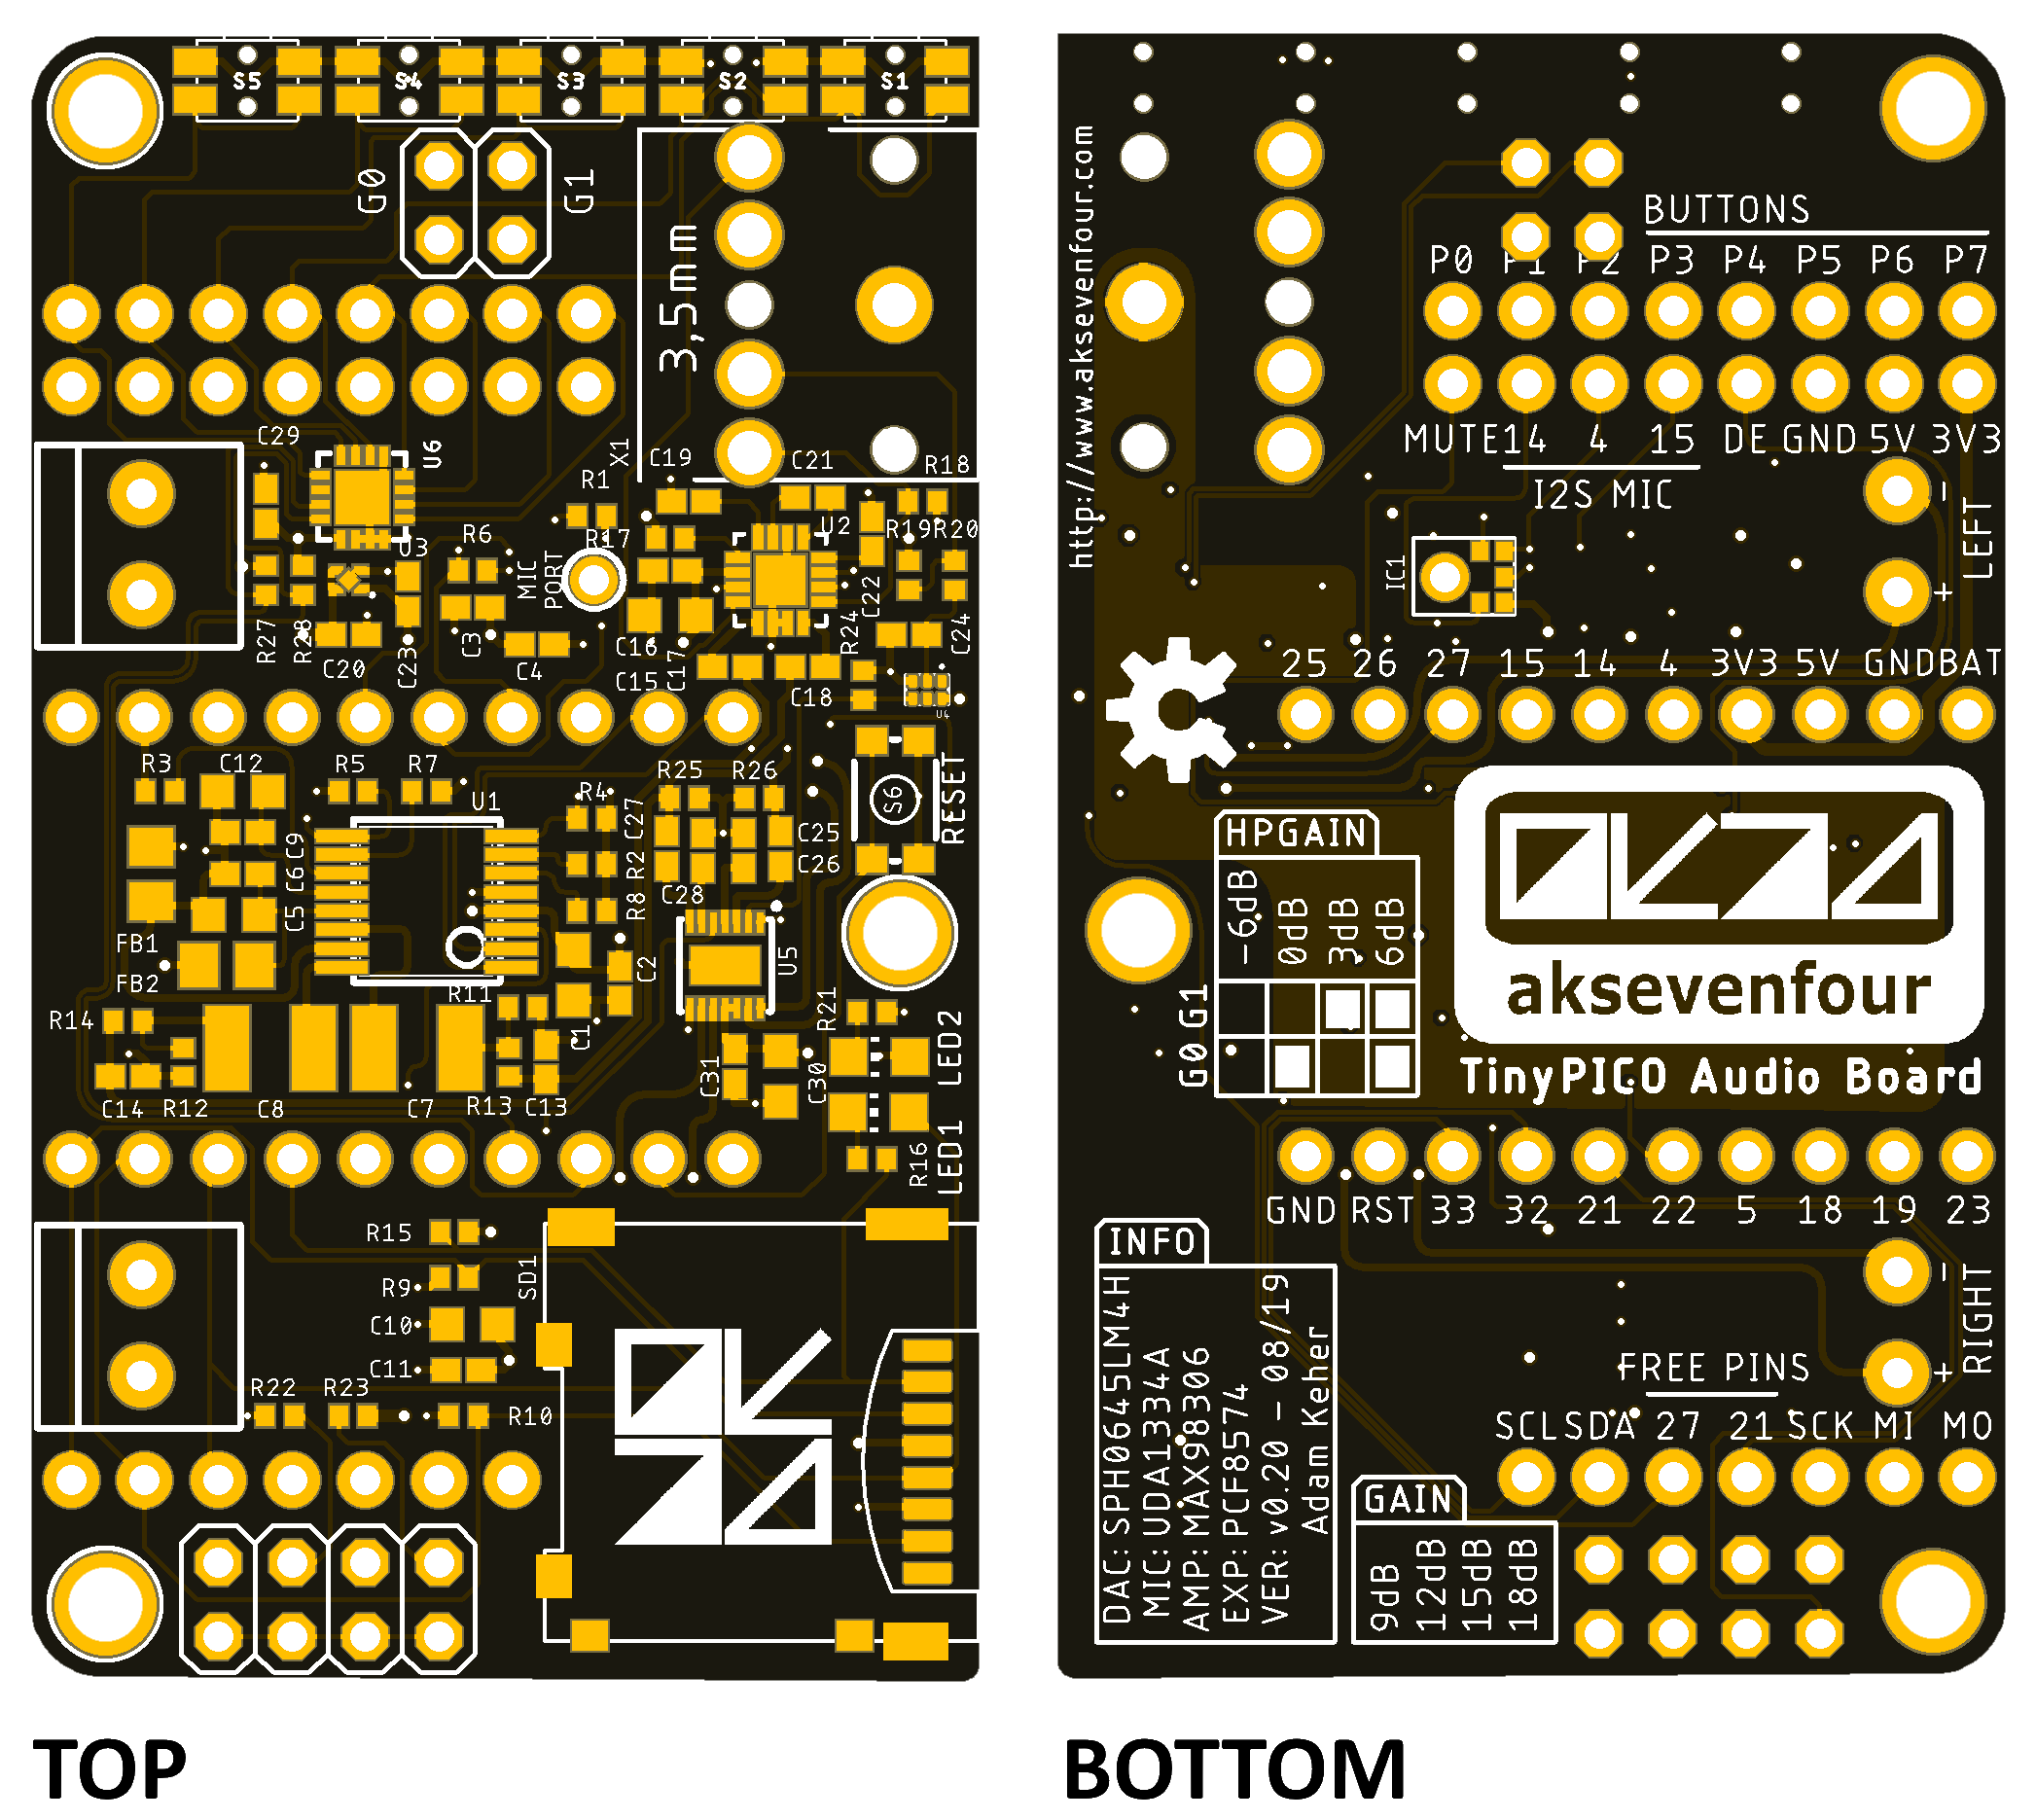 S5 S4 S3 S2 S1
G0
G1
3,5mm
X1
C29
U6
R1
C19
C21
R18
U3
R6
R17
U2
R19
R20
MIC
PORT
C22
R27
R28
C20
C23
C3
C4
C16
C15
C17
C18
R24
C24
U4
R3
C12
R5
R7
U1
R4
C27
R25
R26
S6
RESET
C9
C6
C5
R2
R8
C25
C26
C28
FB1
FB2
R11
C2
U5
R14
C1
R21
LED2
C31
C30
C14
R12
C8
C7
R13
C13
LED1
R16
R15
R9
SD1
C10
C11
R22
R23
R10
TOP
http://www.aksevenfour.com
BUTTONS
P0 P1 P2 P3 P4 P5 P6 P7
MUTE 14 4 15 DE GND 5V 3V3
I2S MIC
IC1
-
LEFT
+
25 26 27 15 14 4 3V3 5V GND BAT
HPGAIN
-6dB
0dB
3dB
6dB
G0 G1
aksevenfour
TinyPICO Audio Board
GND RST 33 32 21 22 5 18 19 23
INFO
DAC:SPH0645LM4H
MIC:UDA1334A
AMP:MAX98306
EXP:PCF8574
VER: v0.20 - 08/19
Adam Keher
-
RIGHT
+
FREE PINS
SCL SDA 27 21 SCK MI MO
GAIN
9dB
12dB
15dB
18dB
BOTTOM